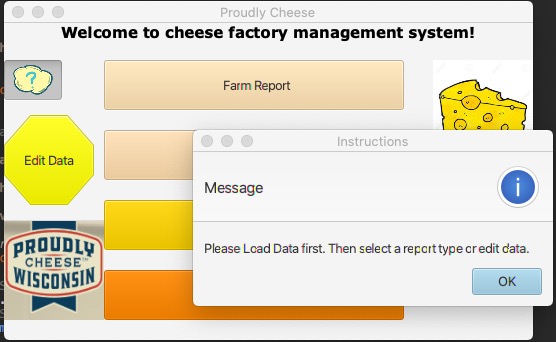 Proudly Cheese
Welcome to cheese factory management system!
?
Farm Report
Edit Data
Instructions
Message
i
Please Load Data first. Then select a report type or edit data.
OK
PROUDLY
CHEESE™
WISCONSIN